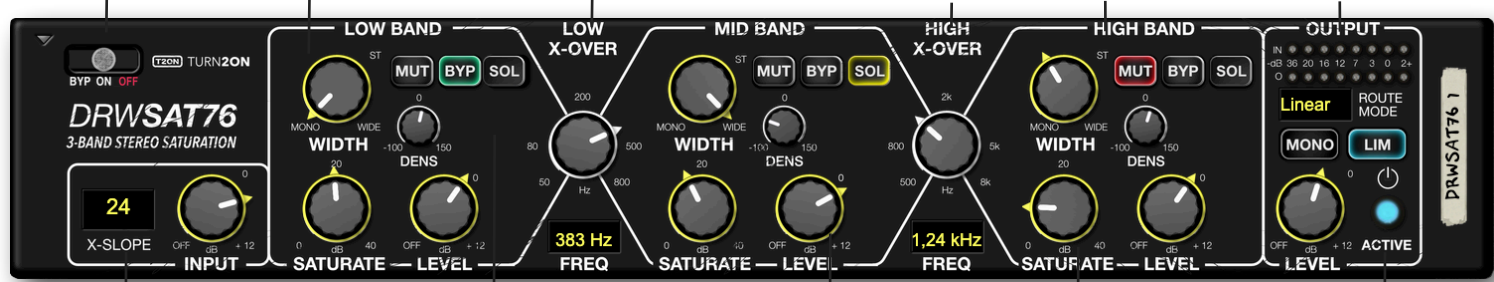 BYP ON OFF
T2ON TURN2ON
DRWSAT76
3-BAND STEREO SATURATION
24
X-SLOPE
0
OFF dB + 12
INPUT
LOW BAND
ST
MUT BYP SOL
MONO WIDE
WIDTH
0
-100 150
DENS
20
0 dB 40
SATURATE
0
OFF dB + 12
LEVEL
LOW
X-OVER
200
80 500
50 Hz 800
383 Hz
FREQ
MID BAND
ST
MUT BYP SOL
MONO WIDE
WIDTH
0
-100 150
DENS
20
0 dB 40
SATURATE
0
OFF dB + 12
LEVEL
HIGH
X-OVER
2k
800 5k
500 Hz 8k
1,24 kHz
FREQ
HIGH BAND
ST
MUT BYP SOL
MONO WIDE
WIDTH
0
-100 150
DENS
20
0 dB 40
SATURATE
0
OFF dB + 12
LEVEL
OUTPUT
IN
-dB 36 20 16 12 7 3 0 2+
O
Linear
ROUTE
MODE
MONO LIM
0
OFF dB + 12
LEVEL
ACTIVE
DRWSAT76 1